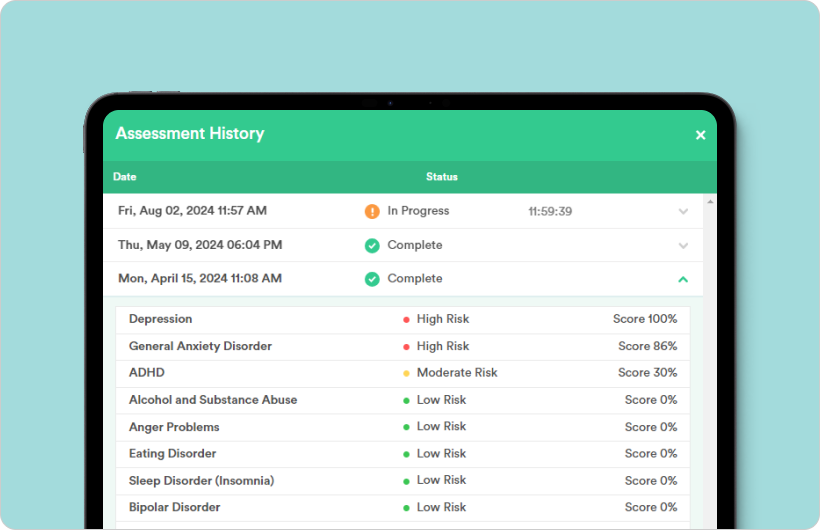 Assessment History
Date Status
Fri, Aug 02, 2024 11:57 AM In Progress 11:59:39
Thu, May 09, 2024 06:04 PM Complete
Mon, April 15, 2024 11:08 AM Complete
Depression High Risk Score 100%
General Anxiety Disorder High Risk Score 86%
ADHD Moderate Risk Score 30%
Alcohol and Substance Abuse Low Risk Score 0%
Anger Problems Low Risk Score 0%
Eating Disorder Low Risk Score 0%
Sleep Disorder (Insomnia) Low Risk Score 0%
Bipolar Disorder Low Risk Score 0%